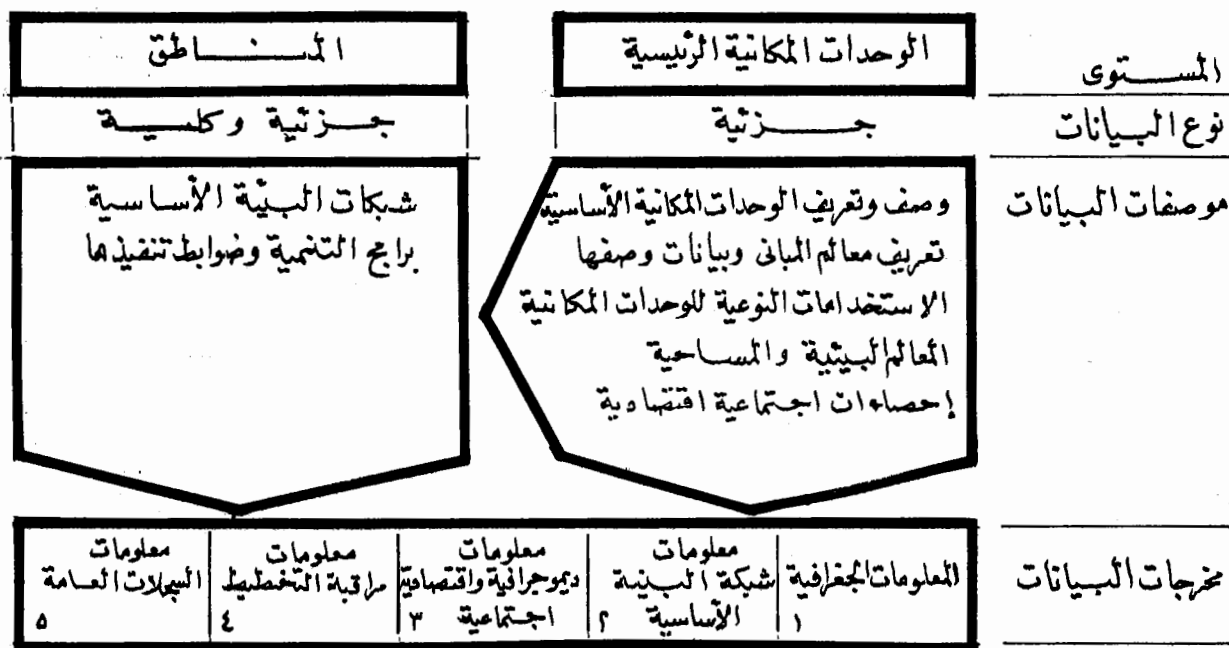 المستوى
الوحدات المكانية الرئيسية
المناطق
نوع البيانات
جزئية
جزئية وكلية
موصفات البيانات
وصف وتعريف الوحدات المكانية الأساسية
تعريف معالم المبانى وبيانات وصفها
الاستخدامات النوعية للوحدات المكانية
المعالم البيئية والمساحية
إحصاءات اجتماعية اقتصادية
شبكات البنية الأساسية
برامج التنمية وضوابط تنفيذها
مخرجات البيانات
المعلومات الجغرافية
١
معلومات
شبكة البنية
الأساسية
٢
معلومات
ديموجرافية واقتصادية
اجتماعية
٣
معلومات
مراقبة التخطيط
٤
معلومات
السجلات العامة
٥